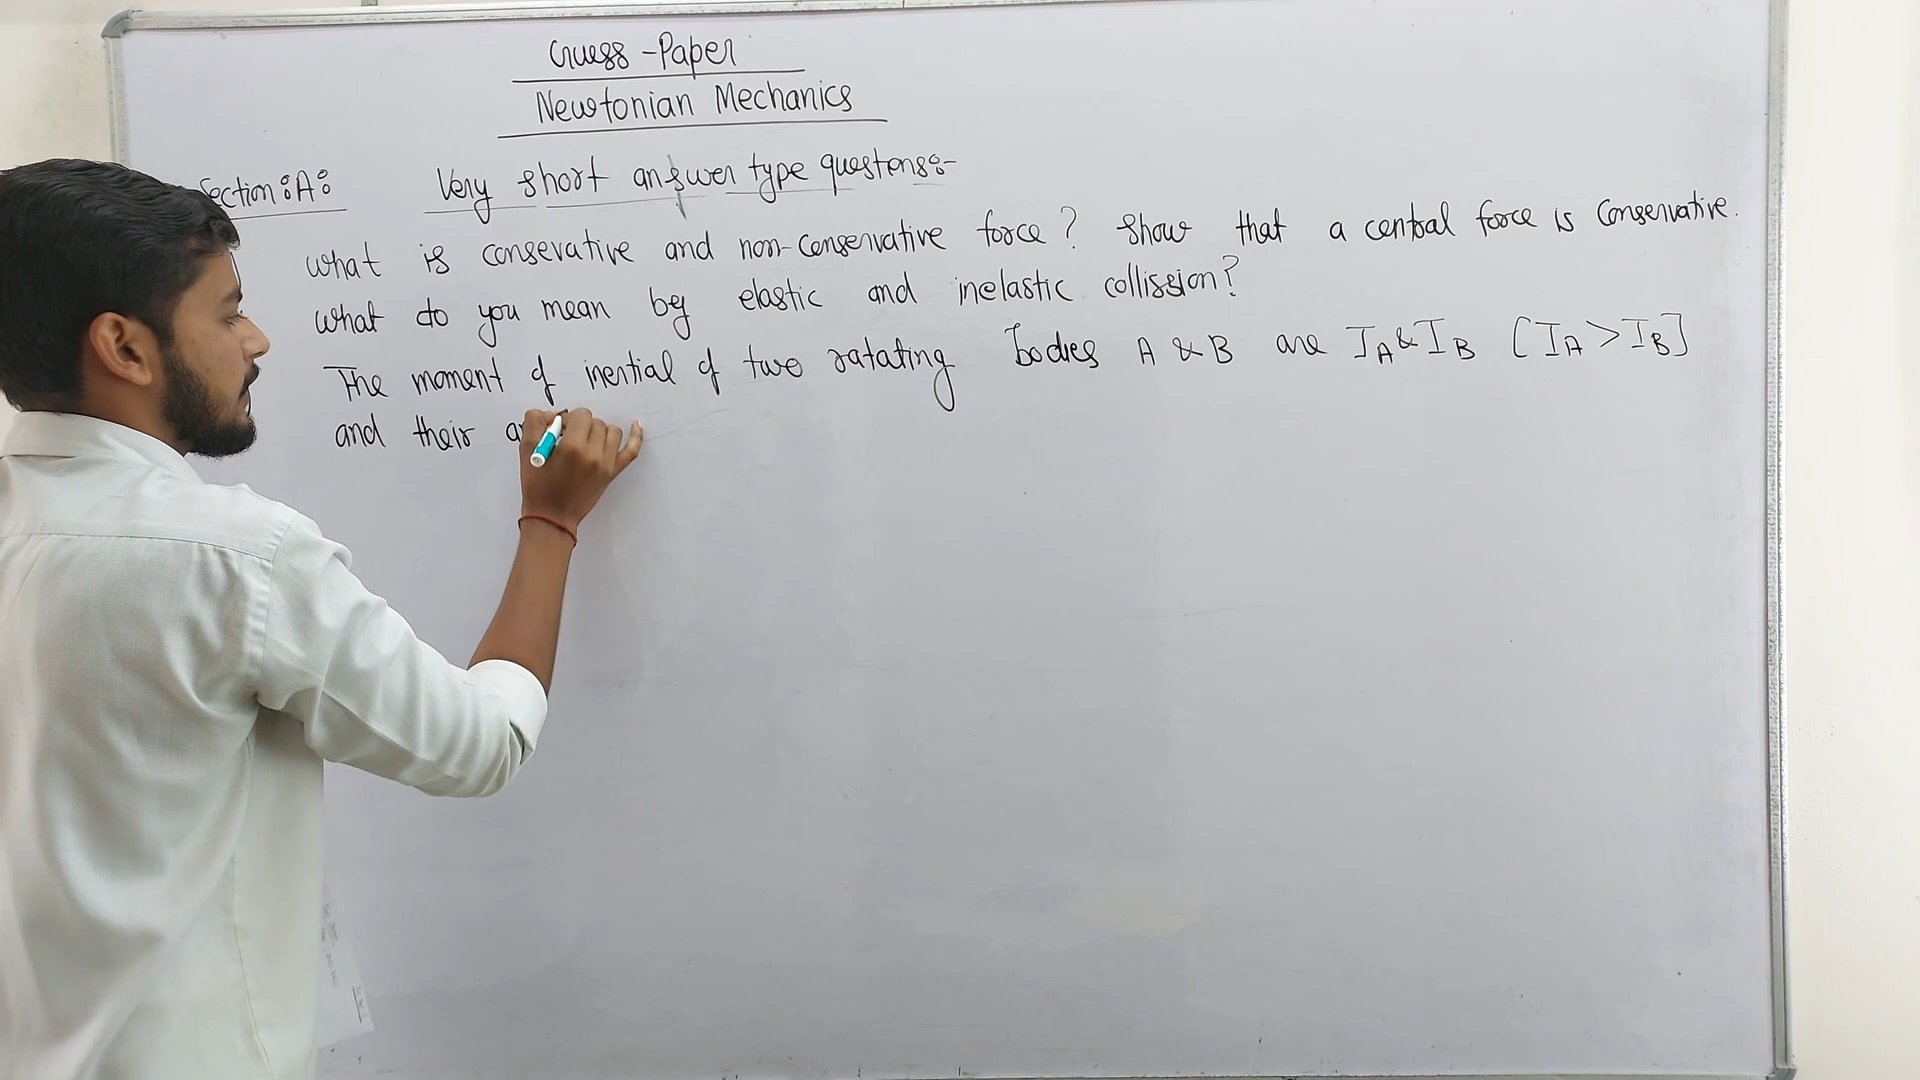 Guess - Paper
Newtonian Mechanics
Section:A: Very short answer type questens:-
what is consevative and non-conservative force? Show that a central force is Conservative.
what do you mean by elastic and inelastic collission?
The moment of inertial of two ratating bodies A & B are I_A & I_B [I_A > I_B]
and their